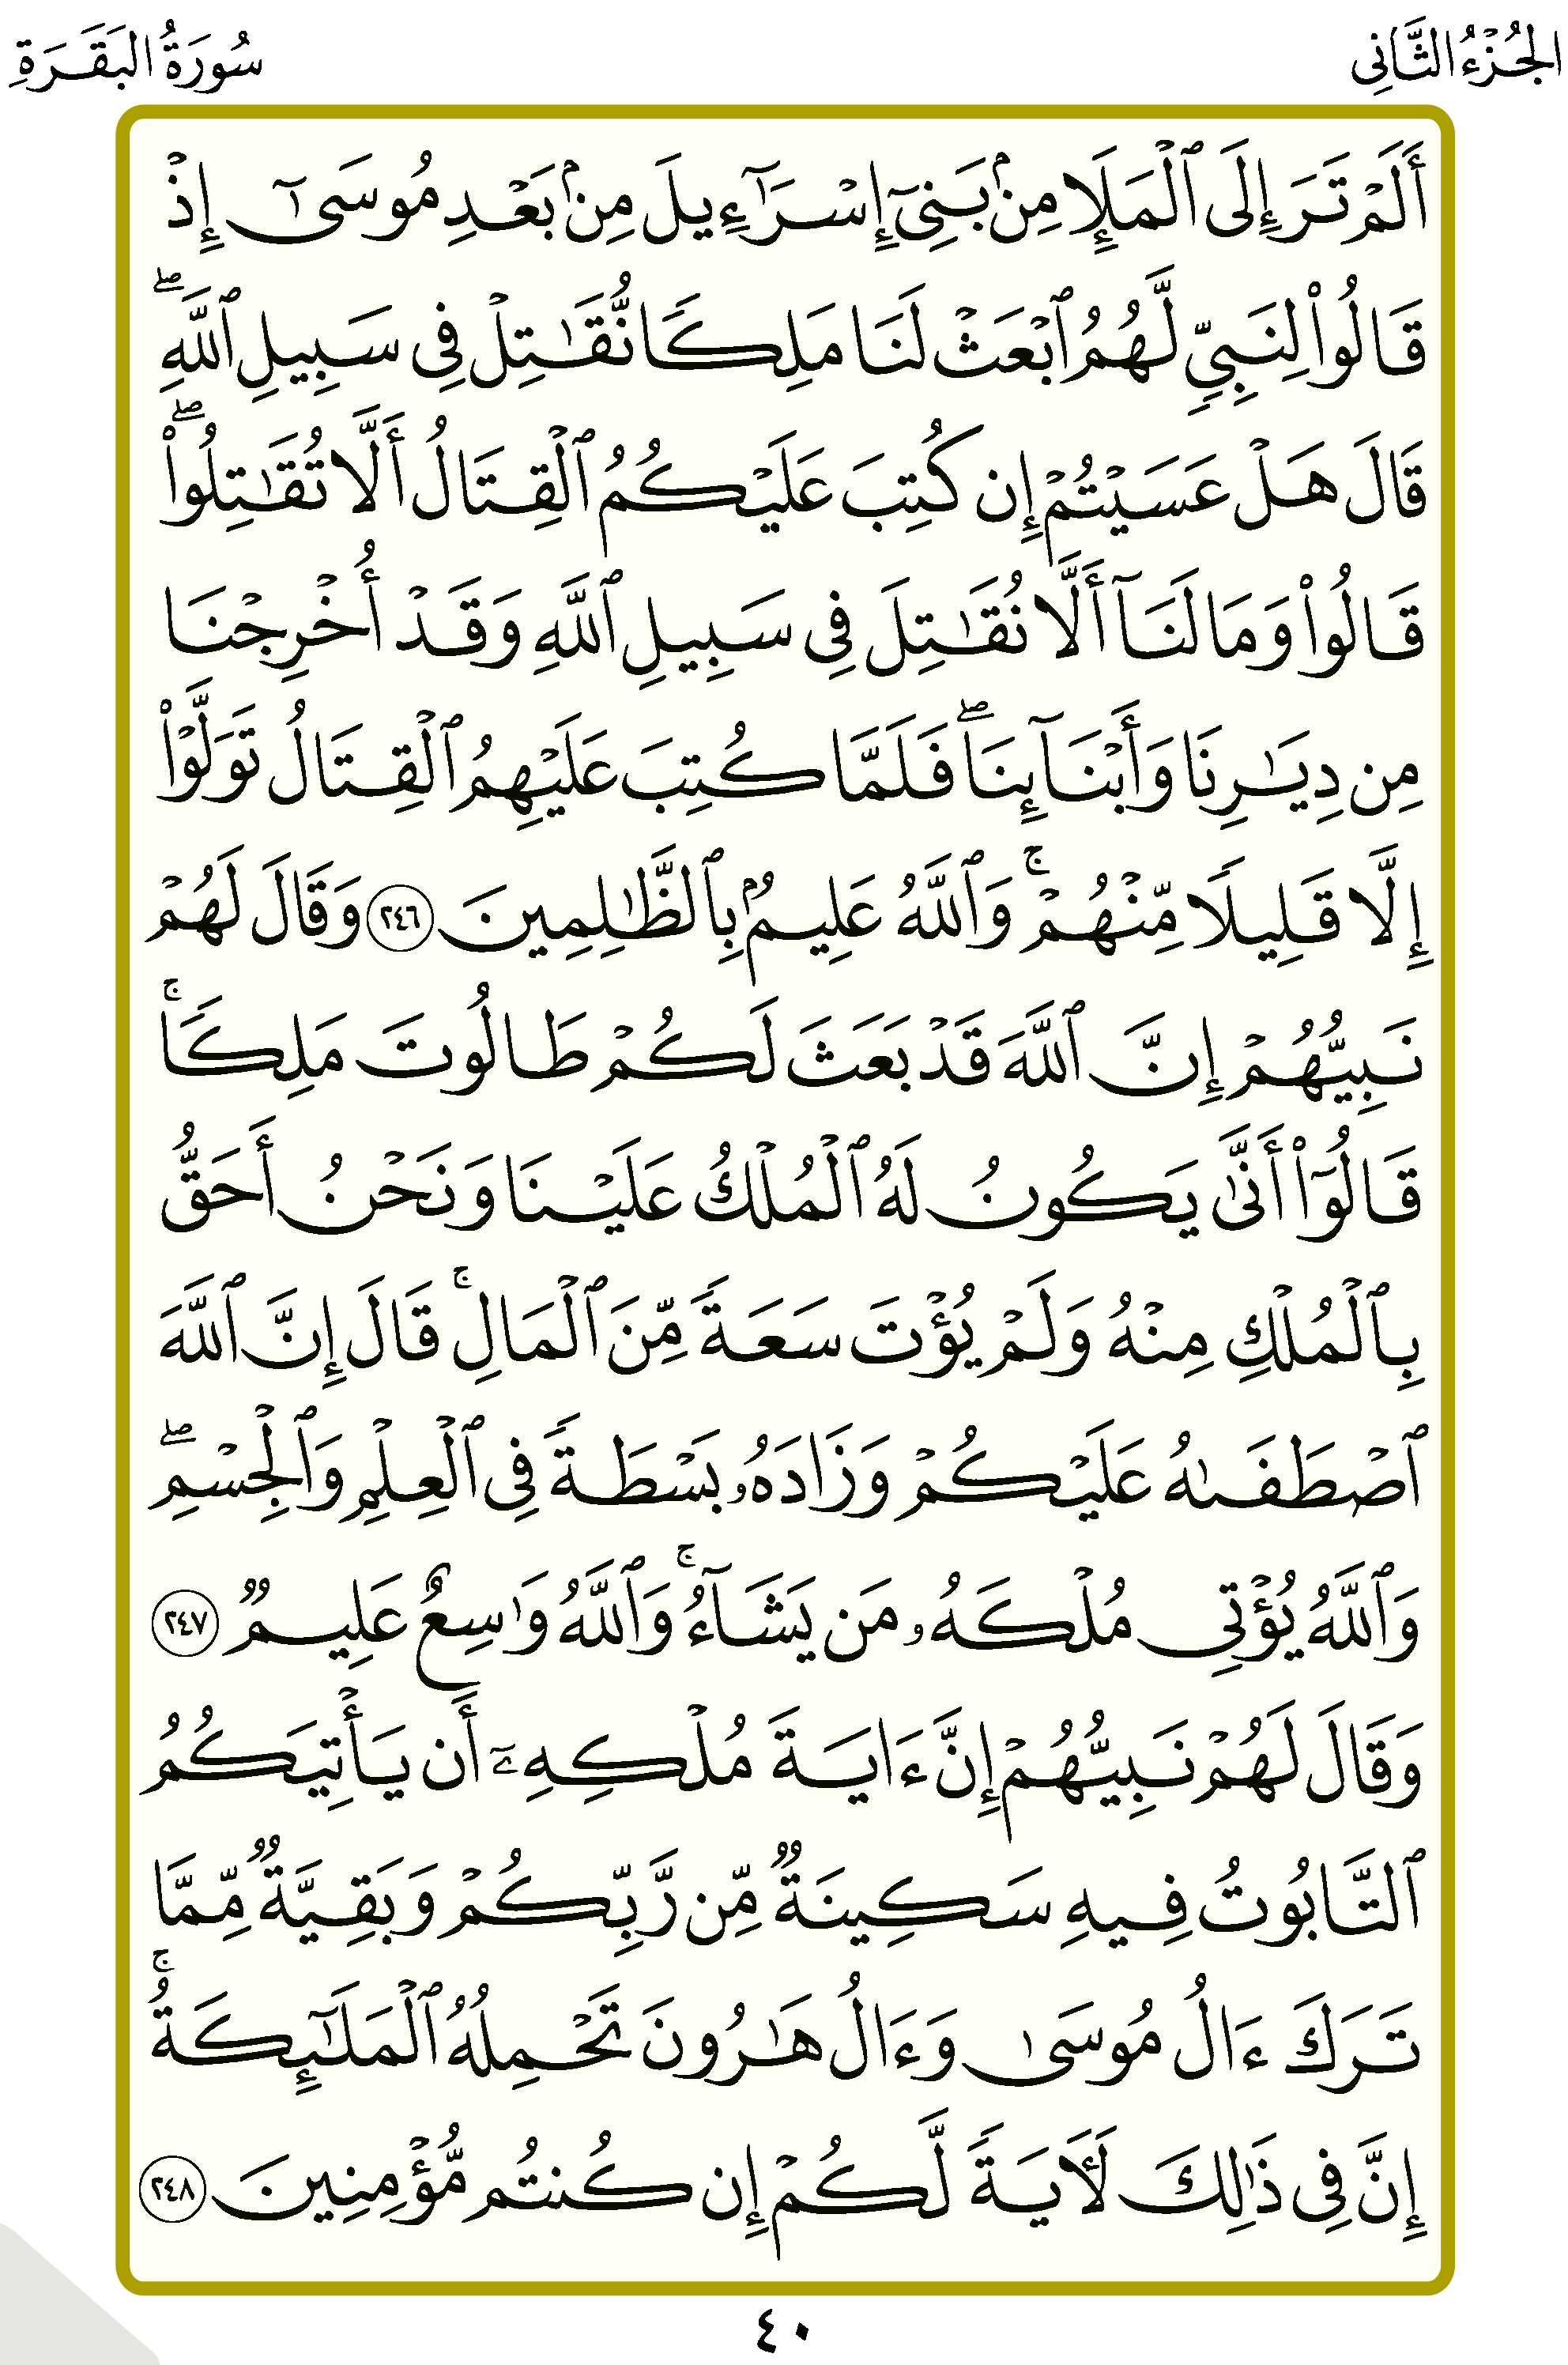 الجُزْءُ الثَّانِي
سُورَةُ البَقَرَةِ
أَلَمْ تَرَ إِلَى ٱلْمَلَإِ مِنۢ بَنِىٓ إِسْرَٰٓءِيلَ مِنۢ بَعْدِ مُوسَىٰٓ إِذْ
قَالُوا۟ لِنَبِىٍّ لَّهُمُ ٱبْعَثْ لَنَا مَلِكًا نُّقَٰتِلْ فِى سَبِيلِ ٱللَّهِ ۖ
قَالَ هَلْ عَسَيْتُمْ إِن كُتِبَ عَلَيْكُمُ ٱلْقِتَالُ أَلَّا تُقَٰتِلُوا۟ ۖ
قَالُوا۟ وَمَا لَنَآ أَلَّا نُقَٰتِلَ فِى سَبِيلِ ٱللَّهِ وَقَدْ أُخْرِجْنَا
مِن دِيَٰرِنَا وَأَبْنَآئِنَا ۖ فَلَمَّا كُتِبَ عَلَيْهِمُ ٱلْقِتَالُ تَوَلَّوْا۟
إِلَّا قَلِيلًا مِّنْهُمْ ۚ وَٱللَّهُ عَلِيمٌۢ بِٱلظَّٰلِمِينَ ٢٤٦ وَقَالَ لَهُمْ
نَبِيُّهُمْ إِنَّ ٱللَّهَ قَدْ بَعَثَ لَكُمْ طَالُوتَ مَلِكًا ۚ
قَالُوٓا۟ أَنَّىٰ يَكُونُ لَهُ ٱلْمُلْكُ عَلَيْنَا وَنَحْنُ أَحَقُّ
بِٱلْمُلْكِ مِنْهُ وَلَمْ يُؤْتَ سَعَةً مِّنَ ٱلْمَالِ ۚ قَالَ إِنَّ ٱللَّهَ
ٱصْطَفَىٰهُ عَلَيْكُمْ وَزَادَهُۥ بَسْطَةً فِى ٱلْعِلْمِ وَٱلْجِسْمِ ۖ
وَٱللَّهُ يُؤْتِى مُلْكَهُۥ مَن يَشَآءُ ۚ وَٱللَّهُ وَٰسِعٌ عَلِيمٌ ٢٤٧
وَقَالَ لَهُمْ نَبِيُّهُمْ إِنَّ ءَايَةَ مُلْكِهِۦٓ أَن يَأْتِيَكُمُ
ٱلتَّابُوتُ فِيهِ سَكِينَةٌ مِّن رَّبِّكُمْ وَبَقِيَّةٌ مِّمَّا
تَرَكَ ءَالُ مُوسَىٰ وَءَالُ هَٰرُونَ تَحْمِلُهُ ٱلْمَلَٰٓئِكَةُ ۚ
إِنَّ فِى ذَٰلِكَ لَءَايَةً لَّكُمْ إِن كُنتُم مُّؤْمِنِينَ ٢٤٨
٤٠